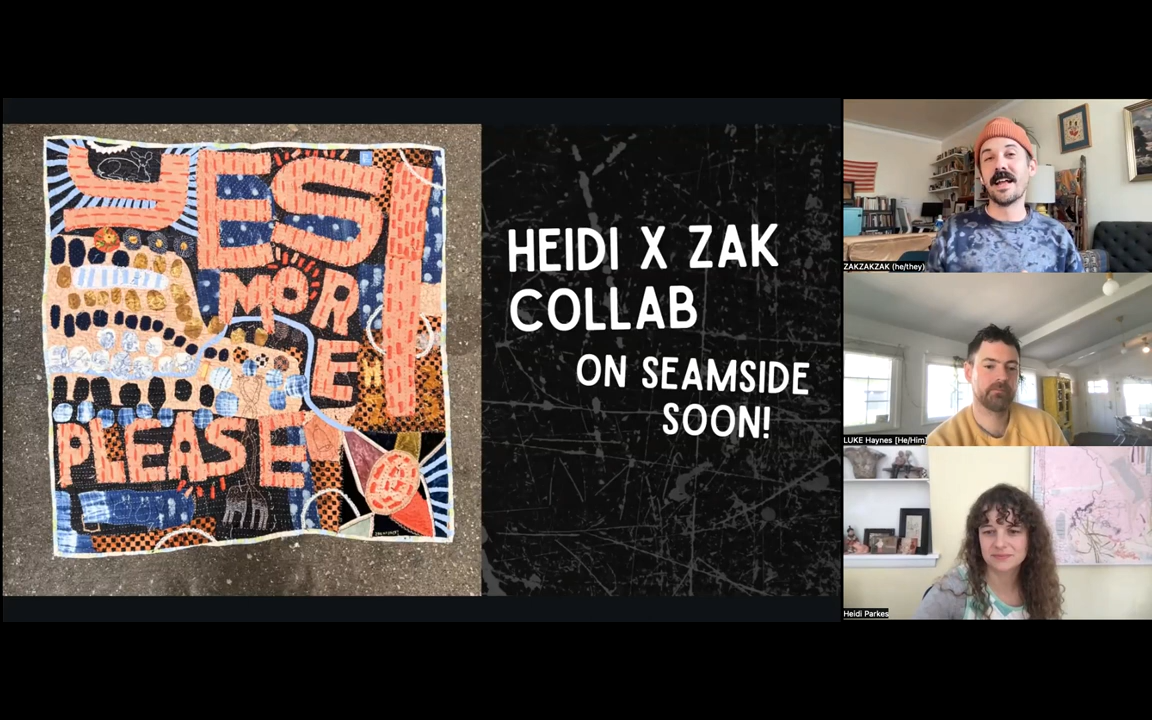 YES!
MORE
PLEASE
HEIDI X ZAK
COLLAB
ON SEAMSIDE
SOON!
ZAKZAKZAK (he/they)
LUKE Haynes [He/Him]
Heidi Parkes